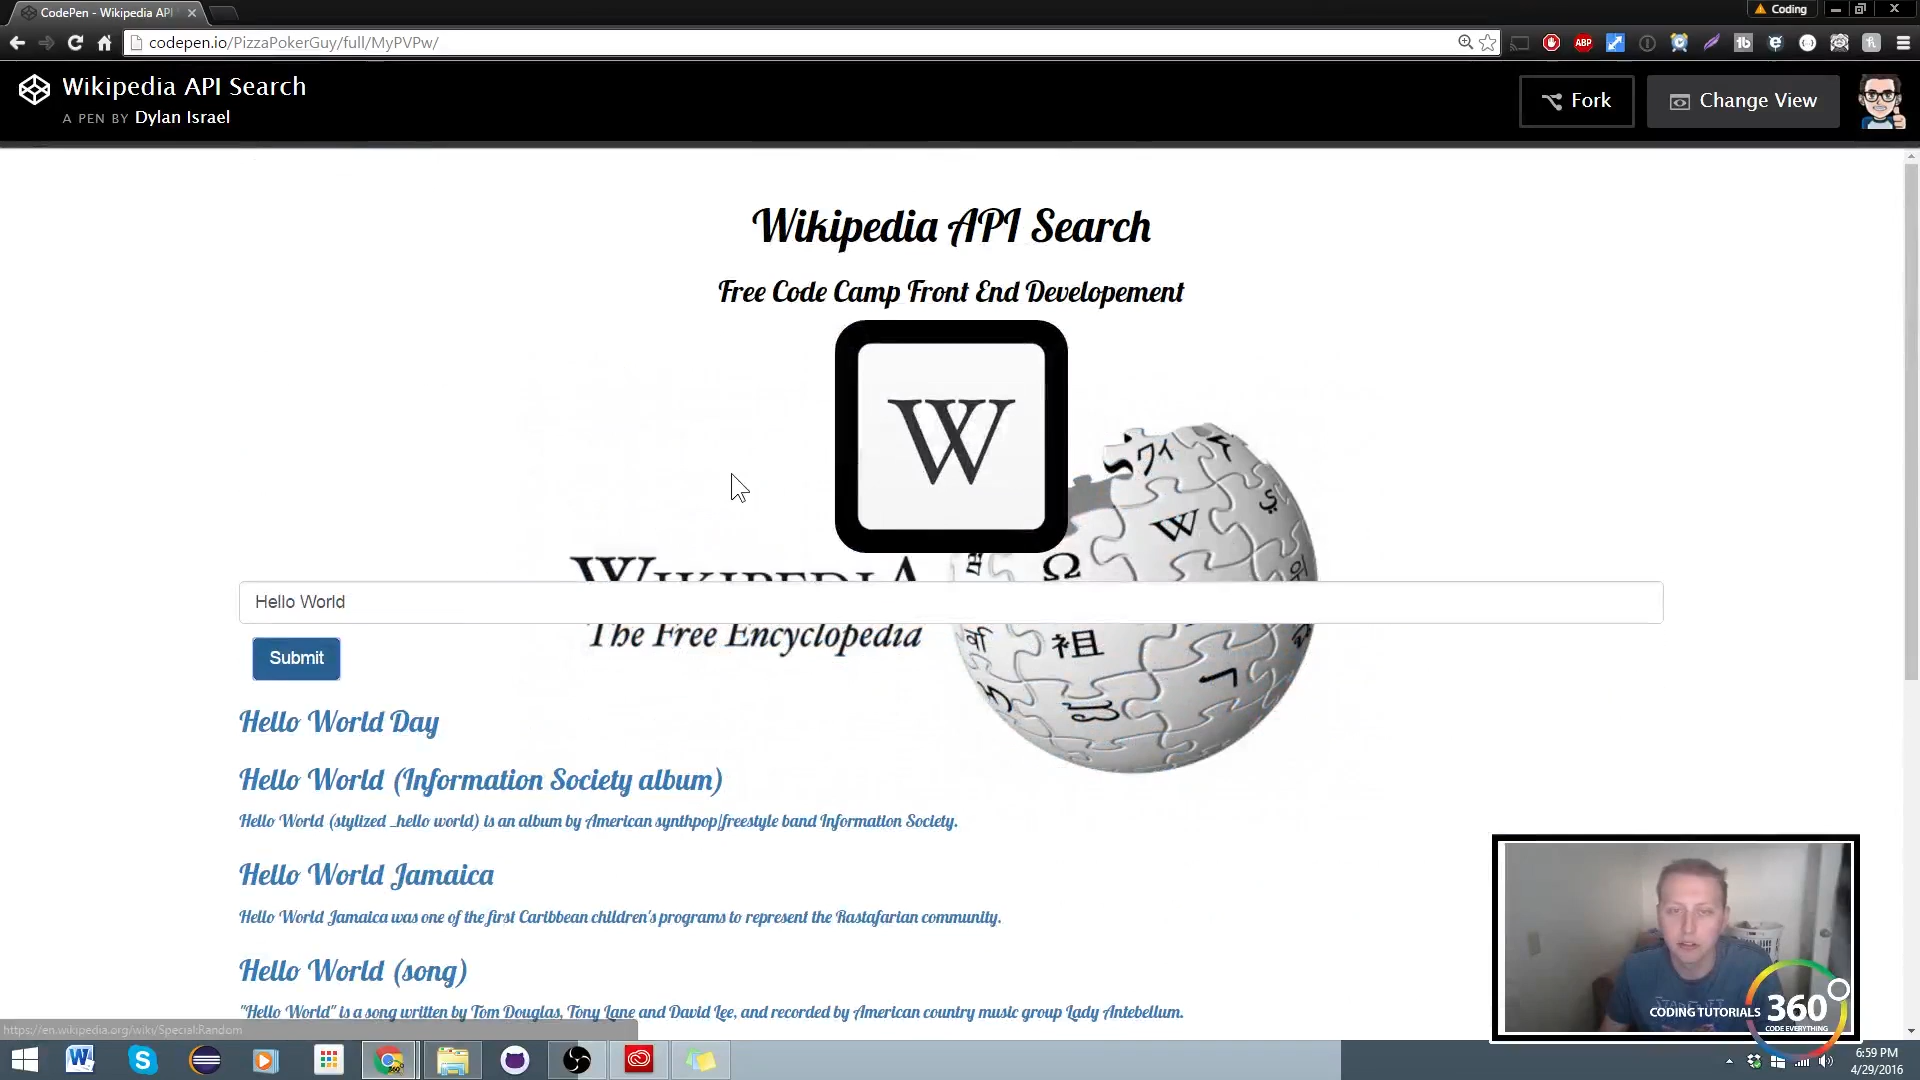 CodePen - Wikipedia API
Coding
codepen.io/PizzaPokerGuy/full/MyPVPw/
ABP
Wikipedia API Search
A PEN BY Dylan Israel
Fork
Change View
Wikipedia API Search
Free Code Camp Front End Developement
W
WIKIPEDIA
Hello World
The Free Encyclopedia
Submit
Ω
W
祖
Hello World Day
Hello World (Information Society album)
Hello World (stylized _hello world) is an album by American synthpop/freestyle band Information Society.
Hello World Jamaica
Hello World Jamaica was one of the first Caribbean children's programs to represent the Rastafarian community.
Hello World (song)
"Hello World" is a song written by Tom Douglas, Tony Lane and David Lee, and recorded by American country music group Lady Antebellum.
https://en.wikipedia.org/wiki/Special:Random
CODING TUTORIALS 360
CODE EVERYTHING
6:59 PM
4/29/2016